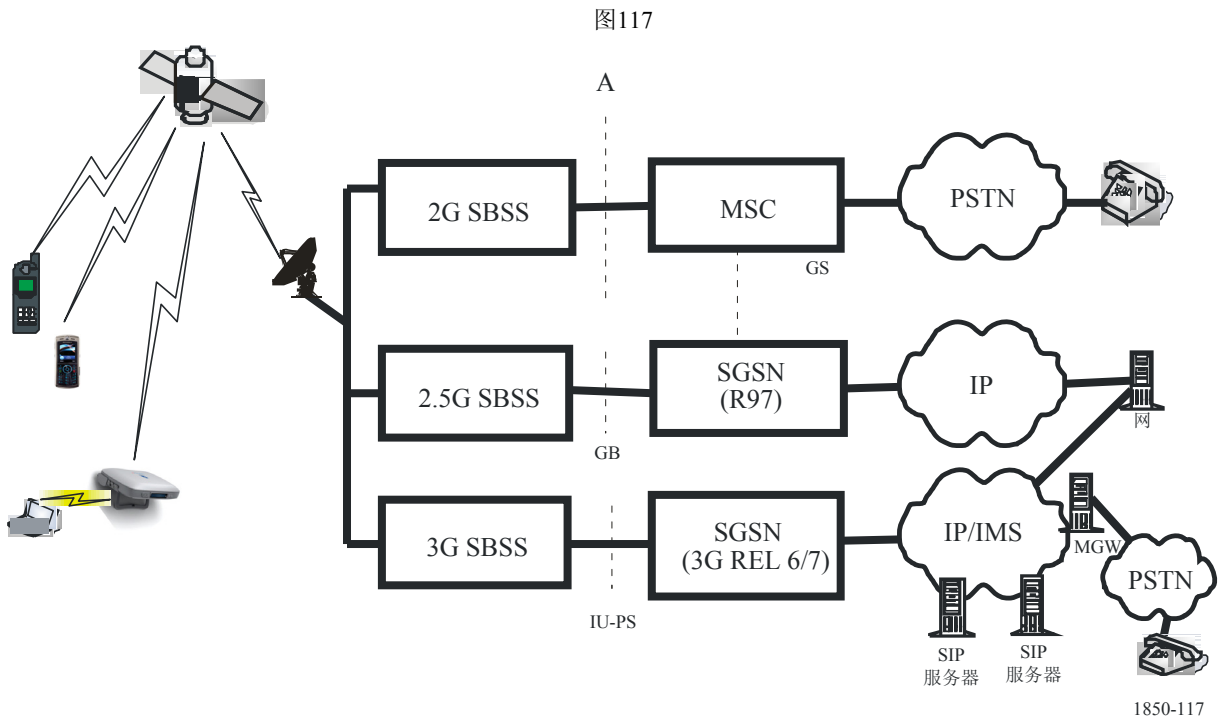 图117
A
2G SBSS
MSC
PSTN
GS
2.5G SBSS
SGSN
(R97)
IP
网
GB
3G SBSS
SGSN
(3G REL 6/7)
IP/IMS
MGW
PSTN
IU-PS
SIP
服务器
SIP
服务器
1850-117